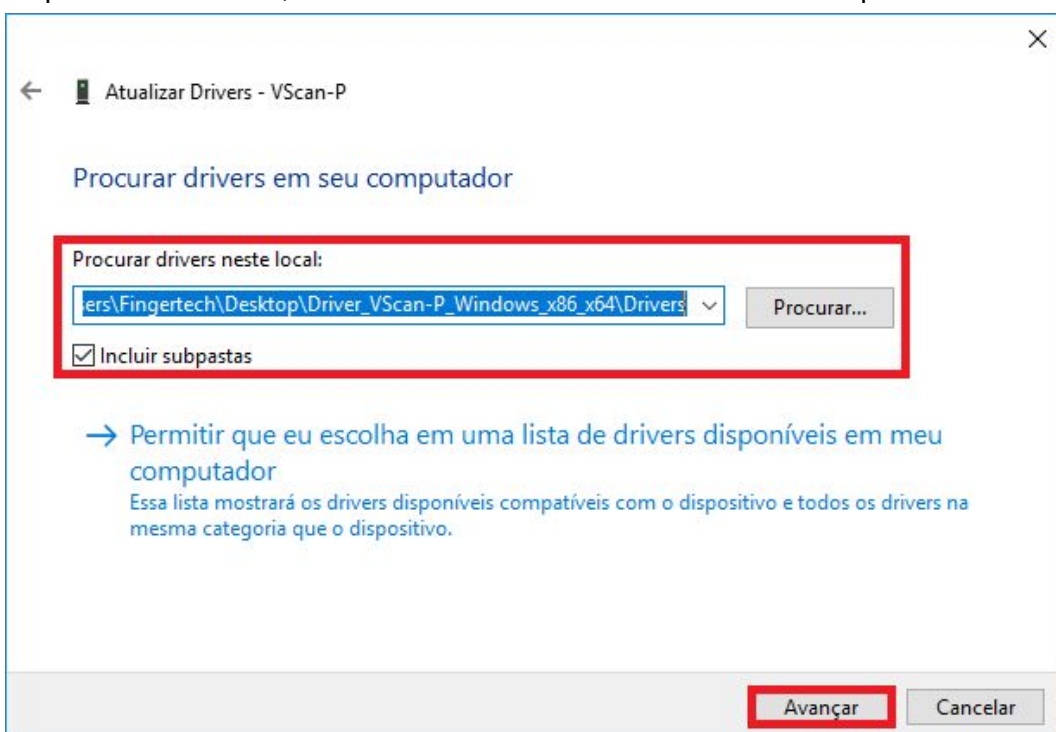 Atualizar Drivers - VScan-P
Procurar drivers em seu computador
Procurar drivers neste local:
sers\Fingertech\Desktop\Driver_VScan-P_Windows_x86_x64\Drivers
Procurar...
Incluir subpastas
Permitir que eu escolha em uma lista de drivers disponíveis em meu
computador
Essa lista mostrará os drivers disponíveis compatíveis com o dispositivo e todos os drivers na
mesma categoria que o dispositivo.
Avançar
Cancelar